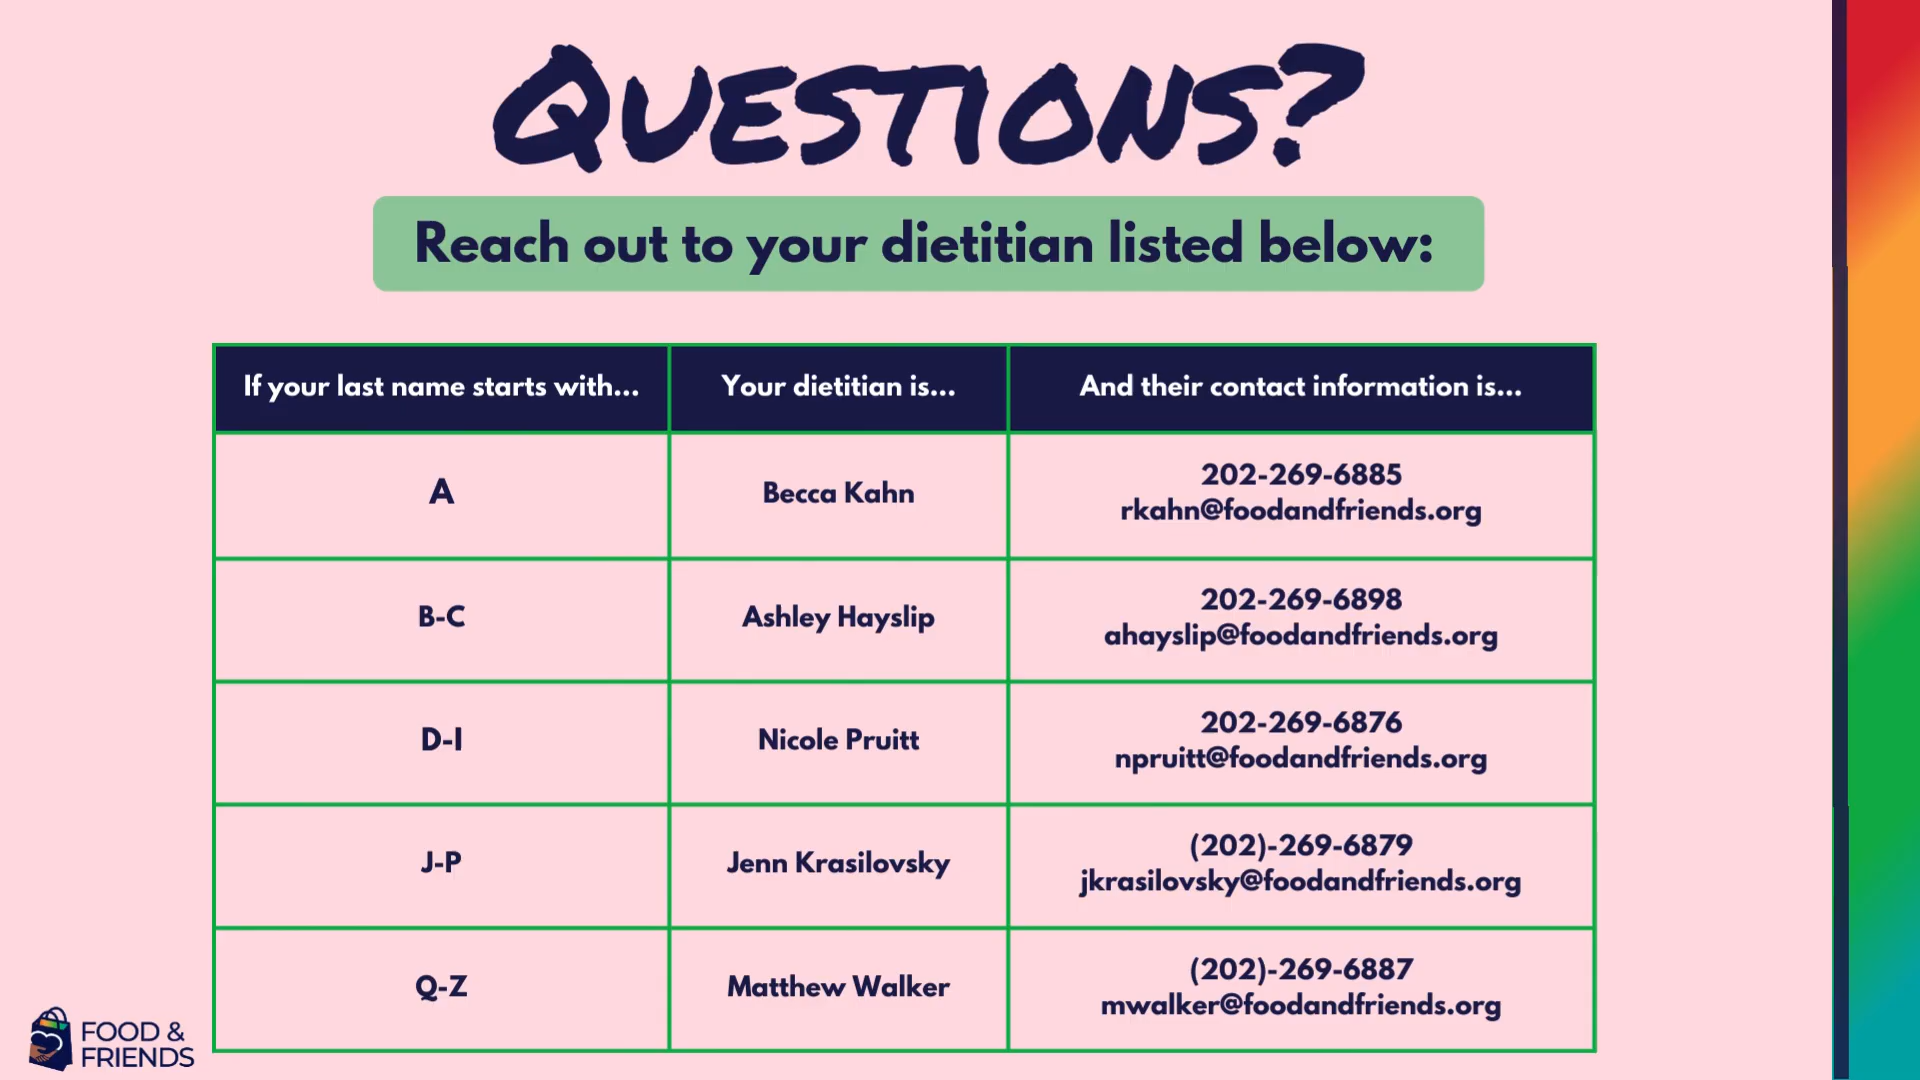 QUESTIONS?
Reach out to your dietitian listed below:
If your last name starts with...
Your dietitian is...
And their contact information is...
A
Becca Kahn
202-269-6885
rkahn@foodandfriends.org
B-C
Ashley Hayslip
202-269-6898
ahayslip@foodandfriends.org
D-I
Nicole Pruitt
202-269-6876
npruitt@foodandfriends.org
J-P
Jenn Krasilovsky
(202)-269-6879
jkrasilovsky@foodandfriends.org
Q-Z
Matthew Walker
(202)-269-6887
mwalker@foodandfriends.org
FOOD &
FRIENDS